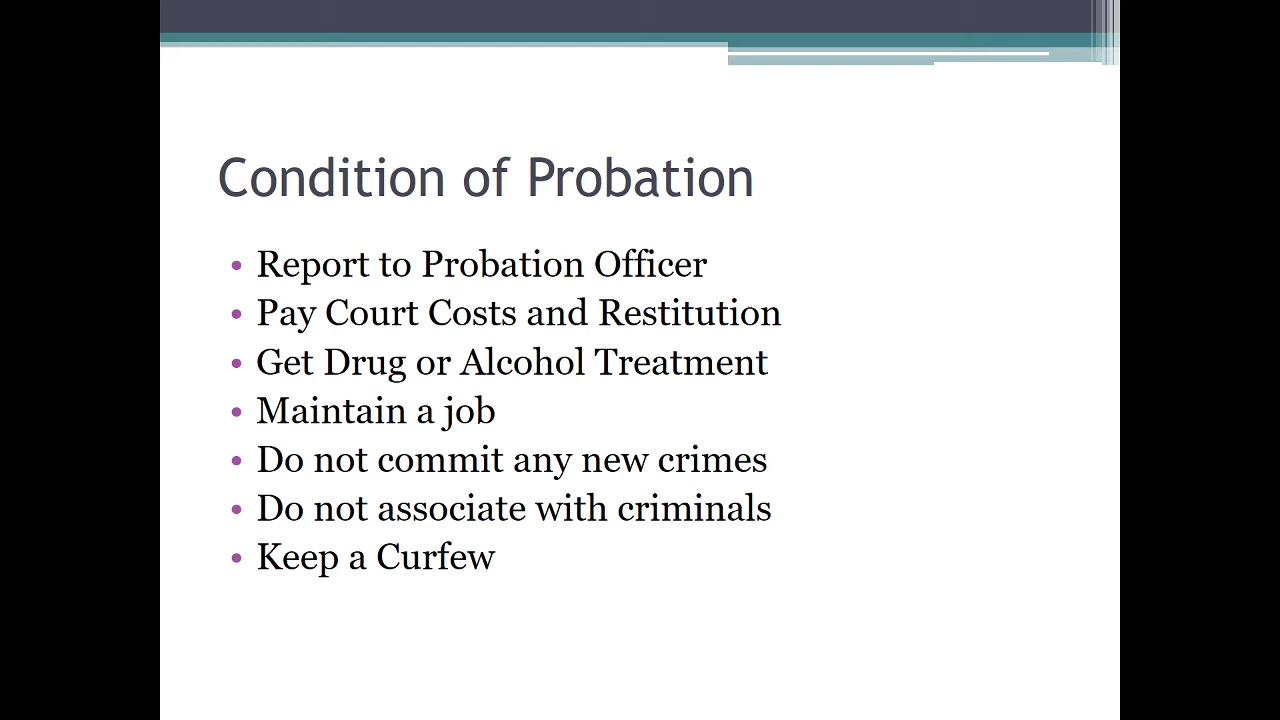 Condition of Probation
• Report to Probation Officer
• Pay Court Costs and Restitution
• Get Drug or Alcohol Treatment
• Maintain a job
• Do not commit any new crimes
• Do not associate with criminals
• Keep a Curfew